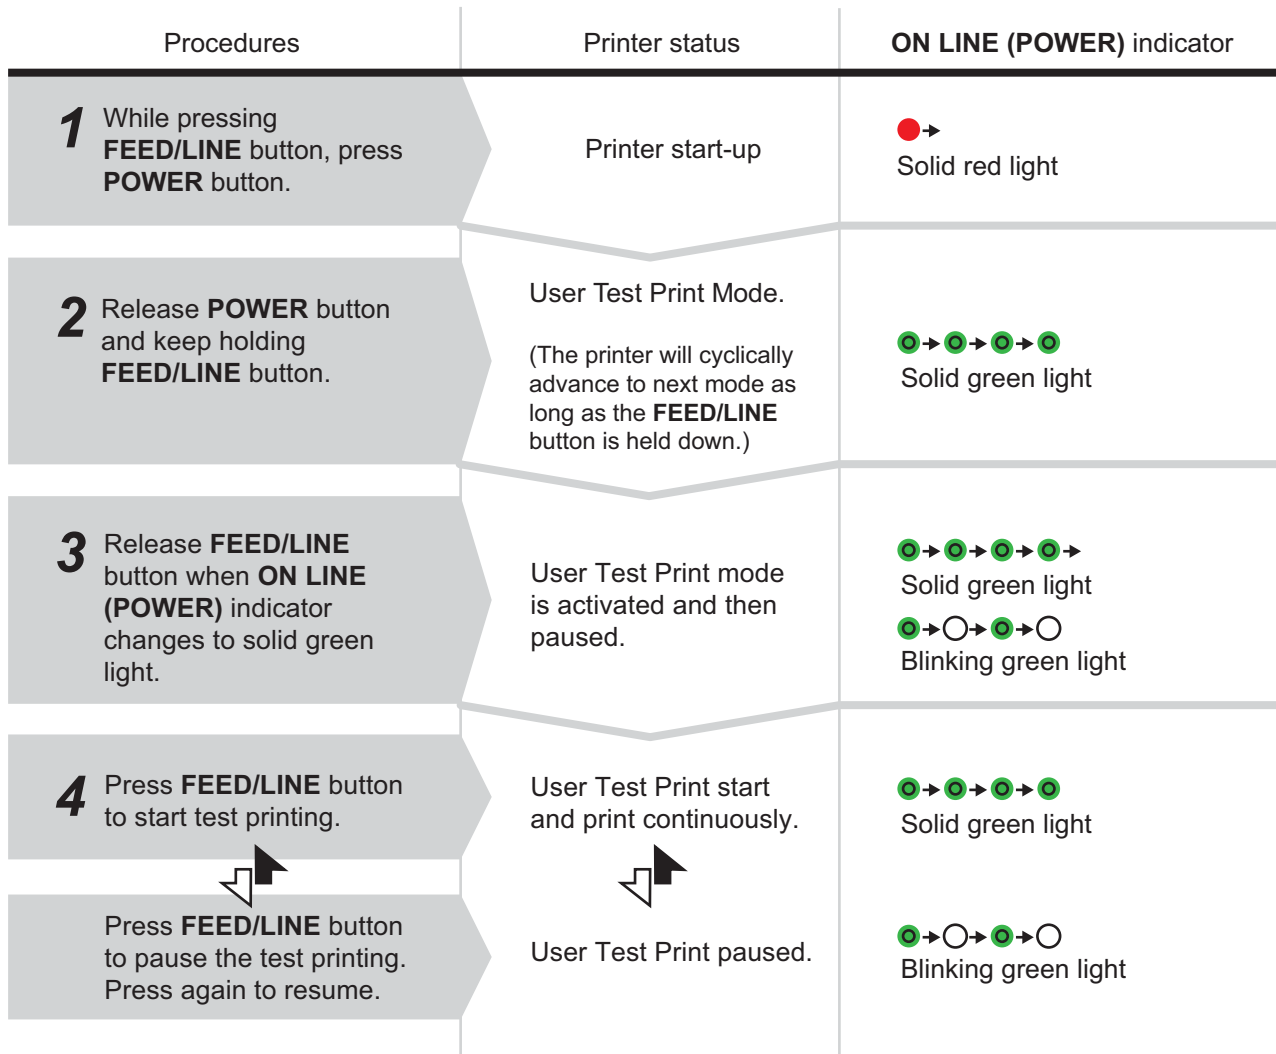 Procedures
Printer status
ON LINE (POWER) indicator
1
While pressing
FEED/LINE button, press
POWER button.
Printer start-up
Solid red light
2
Release POWER button
and keep holding
FEED/LINE button.
User Test Print Mode.
(The printer will cyclically
advance to next mode as
long as the FEED/LINE
button is held down.)
Solid green light
3
Release FEED/LINE
button when ON LINE
(POWER) indicator
changes to solid green
light.
User Test Print mode
is activated and then
paused.
Solid green light
Blinking green light
4
Press FEED/LINE button
to start test printing.
User Test Print start
and print continuously.
Solid green light
Press FEED/LINE button
to pause the test printing.
Press again to resume.
User Test Print paused.
Blinking green light